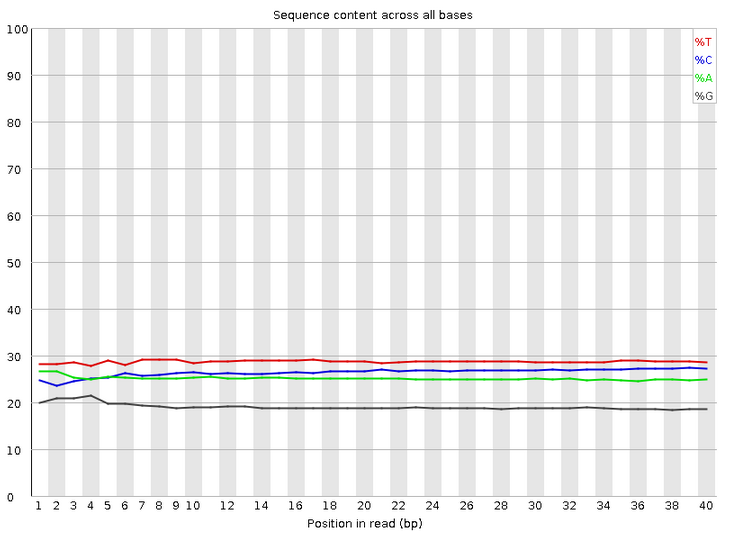 Sequence content across all bases
100
90
80
70
60
50
40
30
20
10
0
%T
%C
%A
%G
1 2 3 4 5 6 7 8 9 10 12 14 16 18 20 22 24 26 28 30 32 34 36 38 40
Position in read (bp)